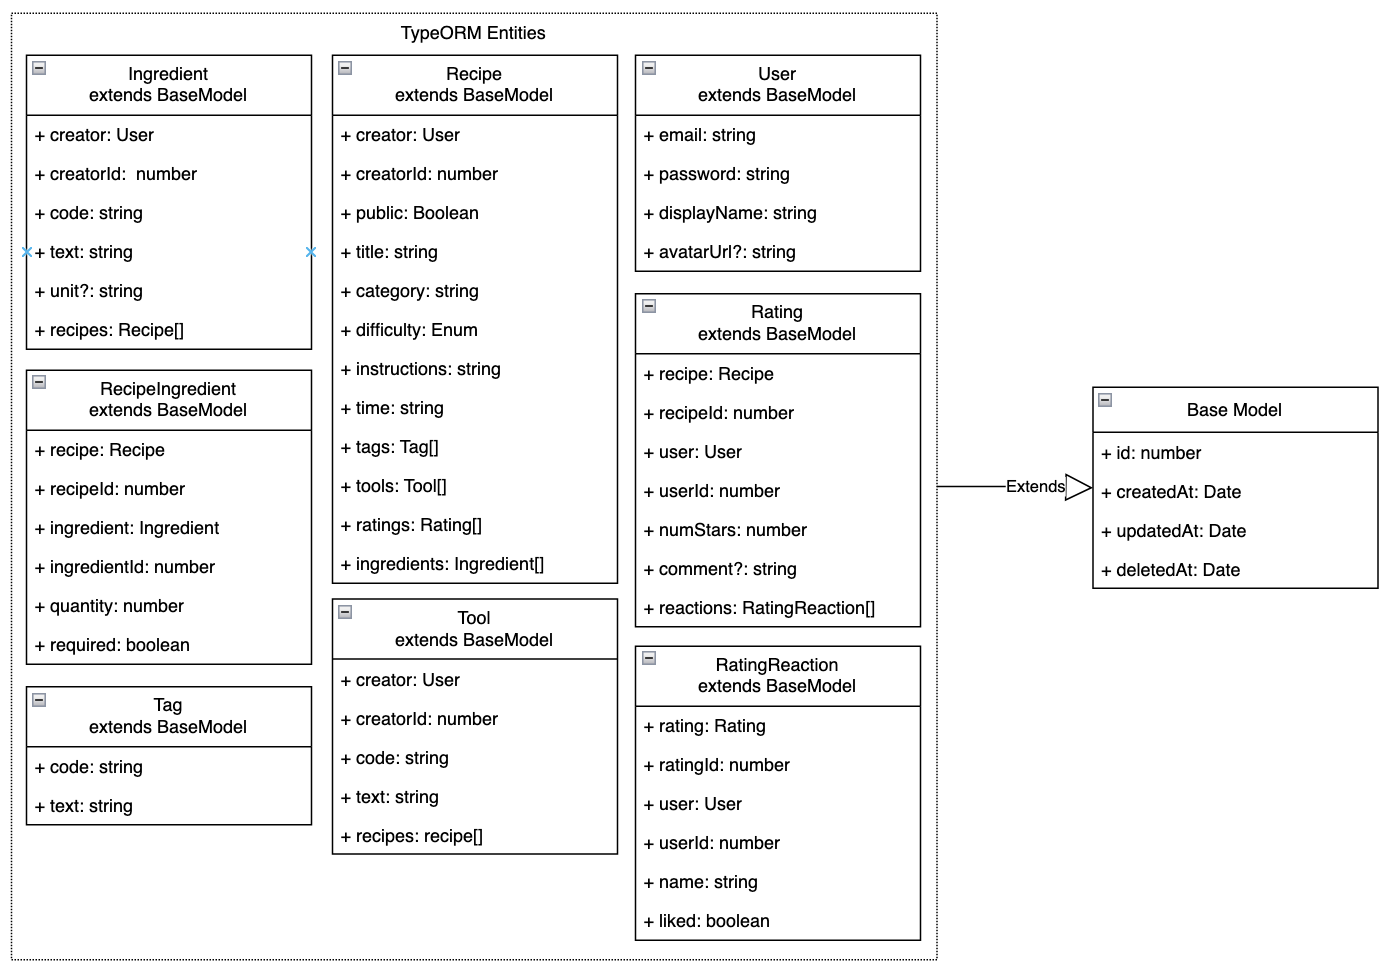 TypeORM Entities
Ingredient
extends BaseModel
+ creator: User
+ creatorId:  number
+ code: string
+ text: string
+ unit?: string
+ recipes: Recipe[]
RecipeIngredient
extends BaseModel
+ recipe: Recipe
+ recipeId: number
+ ingredient: Ingredient
+ ingredientId: number
+ quantity: number
+ required: boolean
Tag
extends BaseModel
+ code: string
+ text: string
Recipe
extends BaseModel
+ creator: User
+ creatorId: number
+ public: Boolean
+ title: string
+ category: string
+ difficulty: Enum
+ instructions: string
+ time: string
+ tags: Tag[]
+ tools: Tool[]
+ ratings: Rating[]
+ ingredients: Ingredient[]
Tool
extends BaseModel
+ creator: User
+ creatorId: number
+ code: string
+ text: string
+ recipes: recipe[]
User
extends BaseModel
+ email: string
+ password: string
+ displayName: string
+ avatarUrl?: string
Rating
extends BaseModel
+ recipe: Recipe
+ recipeId: number
+ user: User
+ userId: number
+ numStars: number
+ comment?: string
+ reactions: RatingReaction[]
RatingReaction
extends BaseModel
+ rating: Rating
+ ratingId: number
+ user: User
+ userId: number
+ name: string
+ liked: boolean
Extends
Base Model
+ id: number
+ createdAt: Date
+ updatedAt: Date
+ deletedAt: Date